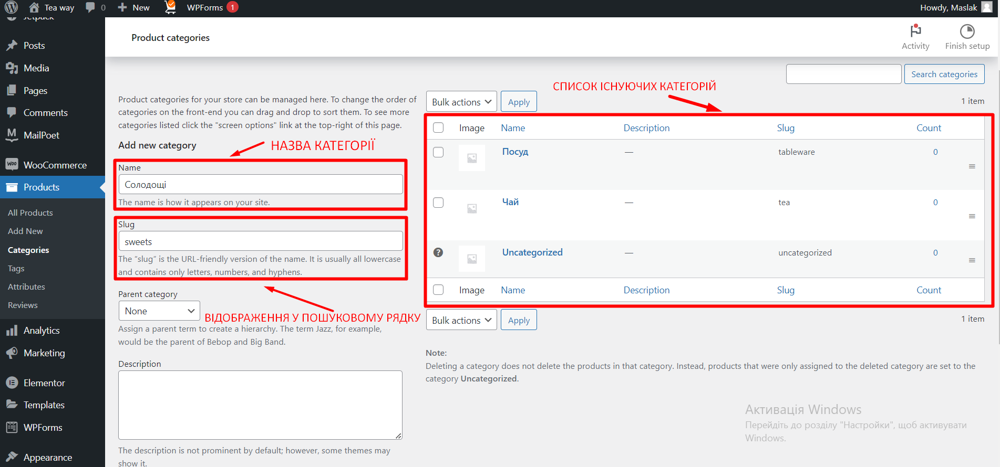 Tea way
0
New
WPForms
1
Howdy, Maslak
Jetpack
Posts
Media
Pages
Comments
MailPoet
WooCommerce
Products
All Products
Add New
Categories
Tags
Attributes
Reviews
Analytics
Marketing
Elementor
Templates
WPForms
Appearance
Product categories
Activity
Finish setup
Search categories
Product categories for your store can be managed here. To change the order of
categories on the front-end you can drag and drop to sort them. To see more
categories listed click the "screen options" link at the top-right of this page.
Add new category
НАЗВА КАТЕГОРІЇ
Name
Солодощі
The name is how it appears on your site.
Slug
sweets
The “slug” is the URL-friendly version of the name. It is usually all lowercase
and contains only letters, numbers, and hyphens.
Parent category
None
ВІДОБРАЖЕННЯ У ПОШУКОВОМУ РЯДКУ
Assign a parent term to create a hierarchy. The term Jazz, for example,
would be the parent of Bebop and Big Band.
Description
The description is not prominent by default; however, some themes may
show it.
СПИСОК ІСНУЮЧИХ КАТЕГОРІЙ
Bulk actions
Apply
1 item
Image Name Description Slug Count
Посуд — tableware 0
Чай — tea 0
Uncategorized — uncategorized 0
Image Name Description Slug Count
Bulk actions
Apply
1 item
Note:
Deleting a category does not delete the products in that category. Instead, products that were only assigned to the deleted category are set to the
category Uncategorized.
Активація Windows
Перейдіть до розділу "Настройки", щоб активувати
Windows.